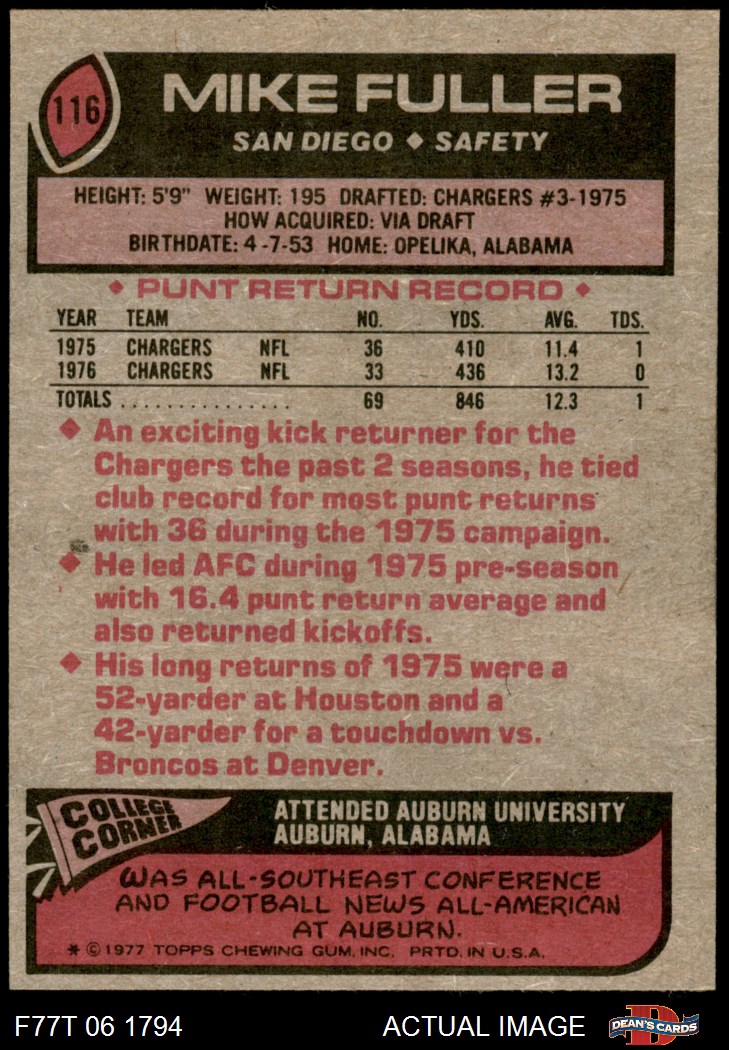 116
MIKE FULLER
SAN DIEGO ◆ SAFETY
HEIGHT: 5'9" WEIGHT: 195 DRAFTED: CHARGERS #3-1975
HOW ACQUIRED: VIA DRAFT
BIRTHDATE: 4-7-53 HOME: OPELIKA, ALABAMA
◆ PUNT RETURN RECORD ◆
YEAR TEAM NO. YDS. AVG. TDS.
1975 CHARGERS NFL 36 410 11.4 1
1976 CHARGERS NFL 33 436 13.2 0
TOTALS . . . . . . . . . . . . . . . 69 846 12.3 1
◆ An exciting kick returner for the
Chargers the past 2 seasons, he tied
club record for most punt returns
with 36 during the 1975 campaign.
◆ He led AFC during 1975 pre-season
with 16.4 punt return average and
also returned kickoffs.
◆ His long returns of 1975 were a
52-yarder at Houston and a
42-yarder for a touchdown vs.
Broncos at Denver.
COLLEGE
CORNER
ATTENDED AUBURN UNIVERSITY
AUBURN, ALABAMA
WAS ALL-SOUTHEAST CONFERENCE
AND FOOTBALL NEWS ALL-AMERICAN
AT AUBURN.
* © 1977 TOPPS CHEWING GUM, INC. PRTD. IN U.S.A.
F77T 06 1794 ACTUAL IMAGE
D
DEAN'S CARDS